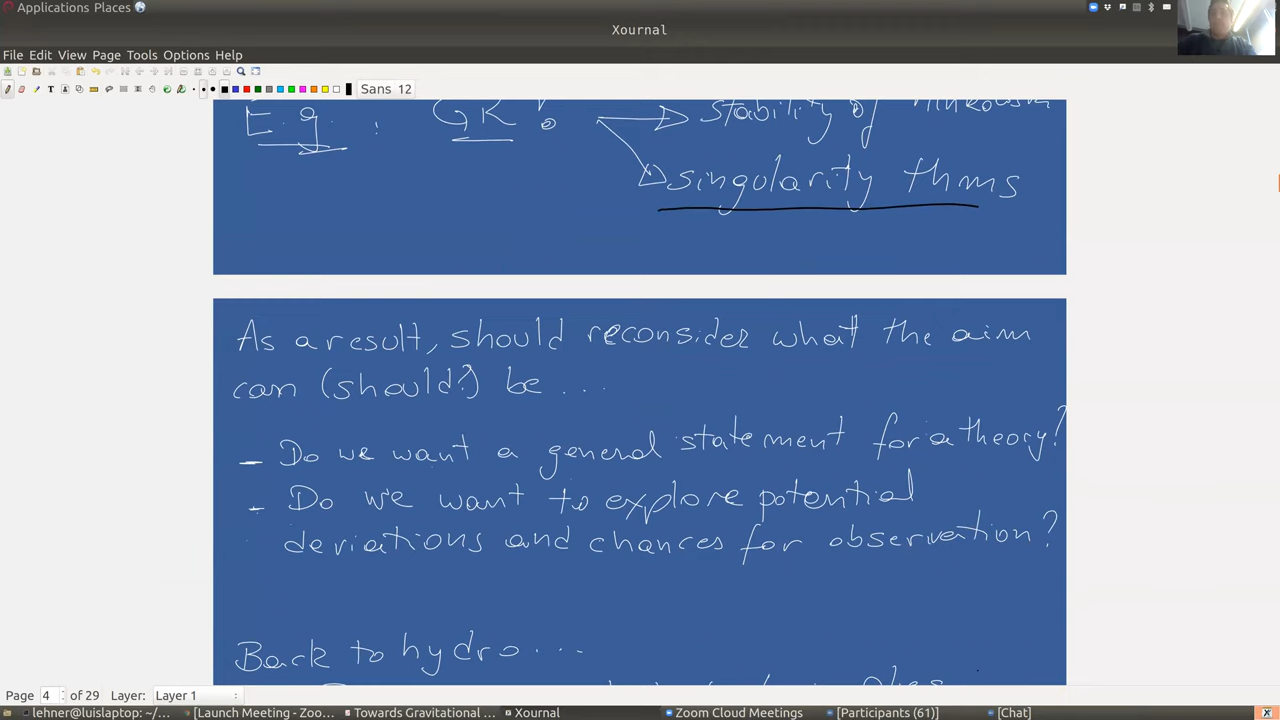 Applications Places
Xournal
File Edit View Page Tools Options Help
Sans 12
E.g. : GR! stability of Minkowski
singularity thms
As a result, should reconsider what the aim
can (should?) be ...
- Do we want a general statement for a theory?
- Do we want to explore potential
deviations and chances for observation?
Back to hydro ...
Page 4 of 29 Layer: Layer 1
lehner@luislaptop: ~/... [Launch Meeting - Zoo... Towards Gravitational ... Xournal Zoom Cloud Meetings [Participants (61)] [Chat]